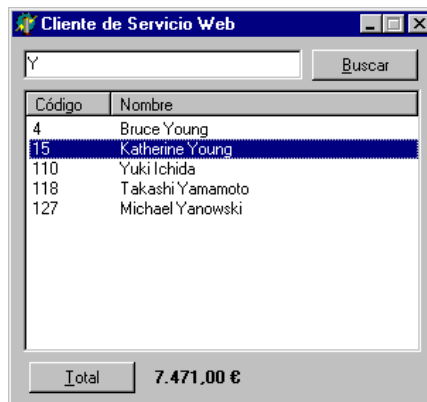 Cliente de Servicio Web
Y Buscar
Código Nombre
4 Bruce Young
15 Katherine Young
110 Yuki Ichida
118 Takashi Yamamoto
127 Michael Yanowski
Total 7.471,00 €